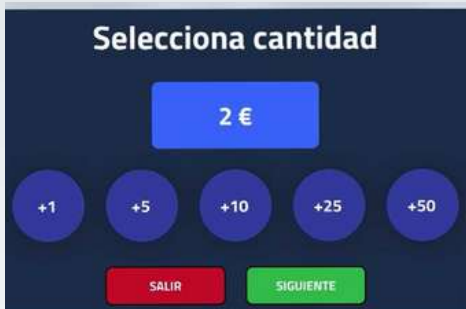 Selecciona cantidad
2 €
+1 +5 +10 +25 +50
SALIR SIGUIENTE